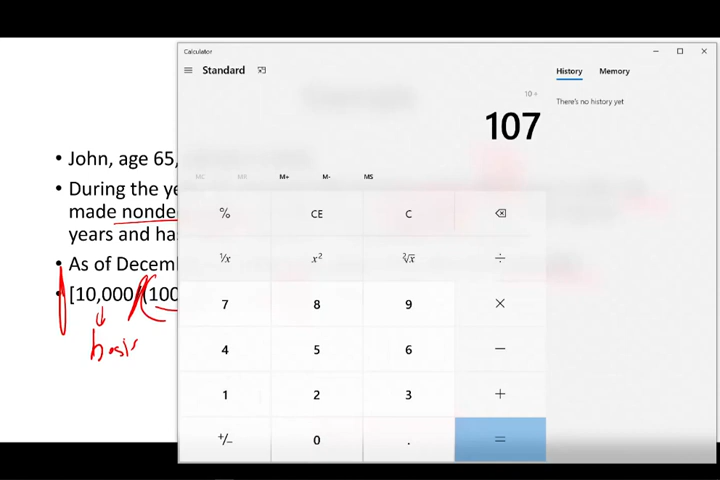 Calculator
Standard
History Memory
10 ÷
There's no history yet
107
MC MR M+ M- MS
% CE C
¹/x x² ²√x ÷
7 8 9 ×
4 5 6 −
1 2 3 +
+/− 0 . =
• John, age 65,
• During the ye
made nonde
years and ha
• As of Decem
• [10,000/(100
basis